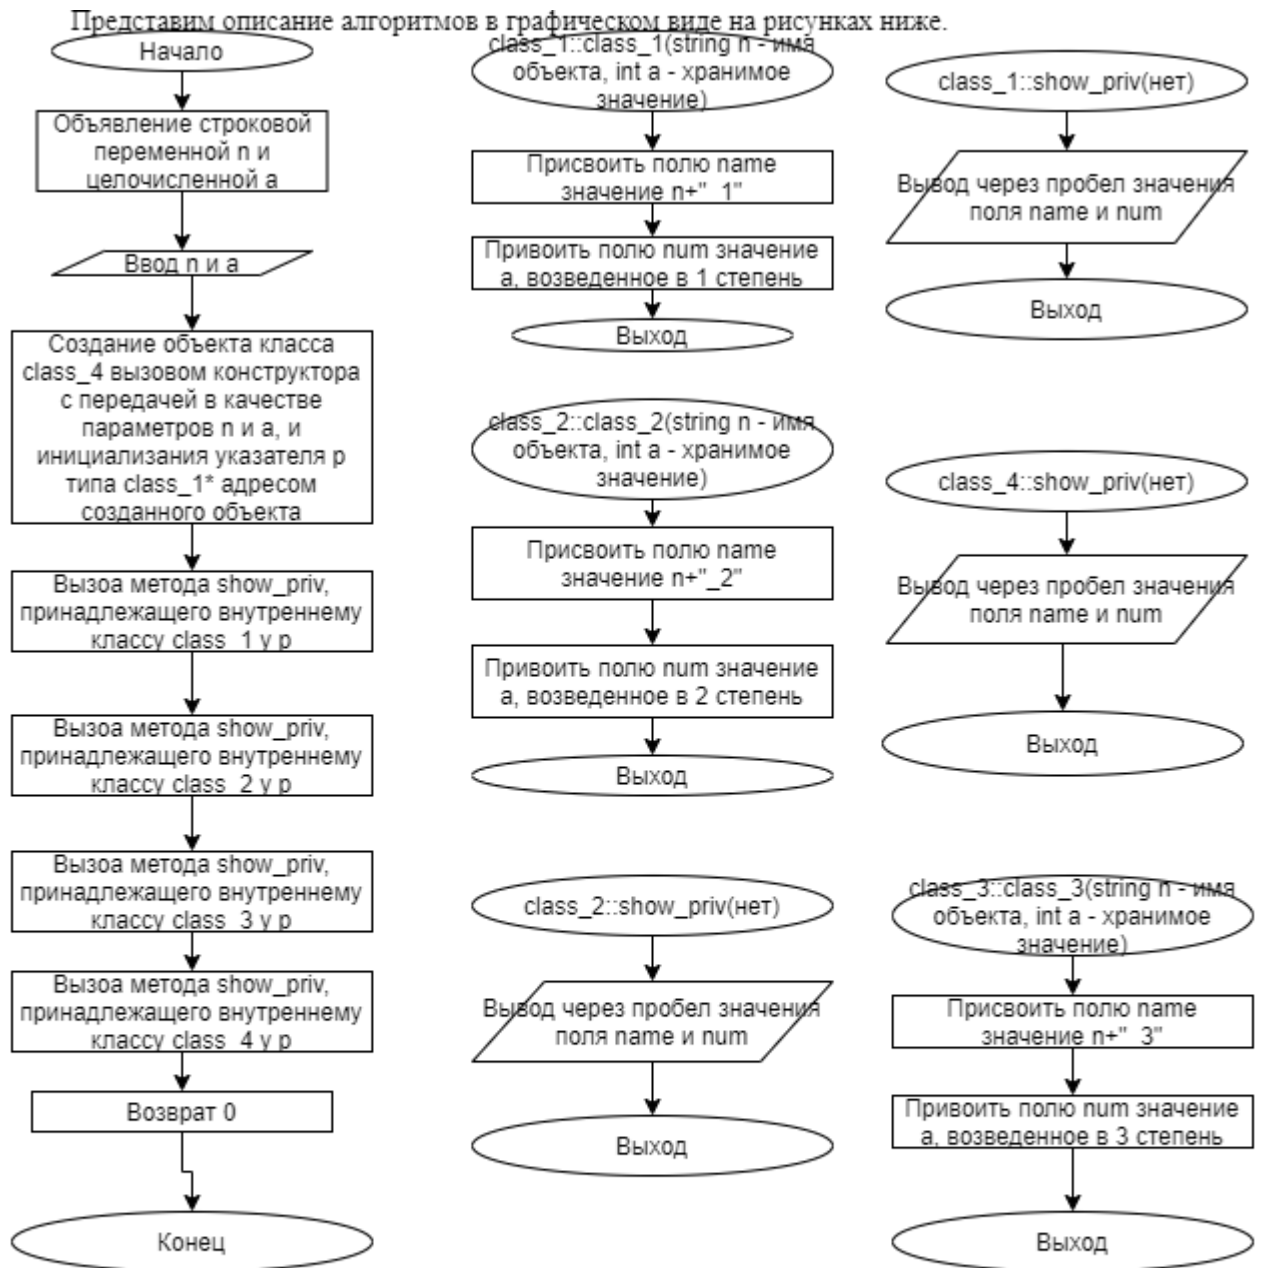 Представим описание алгоритмов в графическом виде на рисунках ниже.
Начало
Объявление строковой
переменной n и
целочисленной a
Ввод n и a
Создание объекта класса
class_4 вызовом конструктора
с передачей в качестве
параметров n и a, и
инициализания указателя p
типа class_1* адресом
созданного объекта
Вызоа метода show_priv,
принадлежащего внутреннему
классу class_1 у p
Вызоа метода show_priv,
принадлежащего внутреннему
классу class_2 у p
Вызоа метода show_priv,
принадлежащего внутреннему
классу class_3 у p
Вызоа метода show_priv,
принадлежащего внутреннему
классу class_4 у p
Возврат 0
Конец
class_1::class_1(string n - имя
объекта, int a - хранимое
значение)
Присвоить полю name
значение n+"_1"
Привоить полю num значение
a, возведенное в 1 степень
Выход
class_2::class_2(string n - имя
объекта, int a - хранимое
значение)
Присвоить полю name
значение n+"_2"
Привоить полю num значение
a, возведенное в 2 степень
Выход
class_2::show_priv(нет)
Вывод через пробел значения
поля name и num
Выход
class_1::show_priv(нет)
Вывод через пробел значения
поля name и num
Выход
class_4::show_priv(нет)
Вывод через пробел значения
поля name и num
Выход
class_3::class_3(string n - имя
объекта, int a - хранимое
значение)
Присвоить полю name
значение n+"_3"
Привоить полю num значение
a, возведенное в 3 степень
Выход